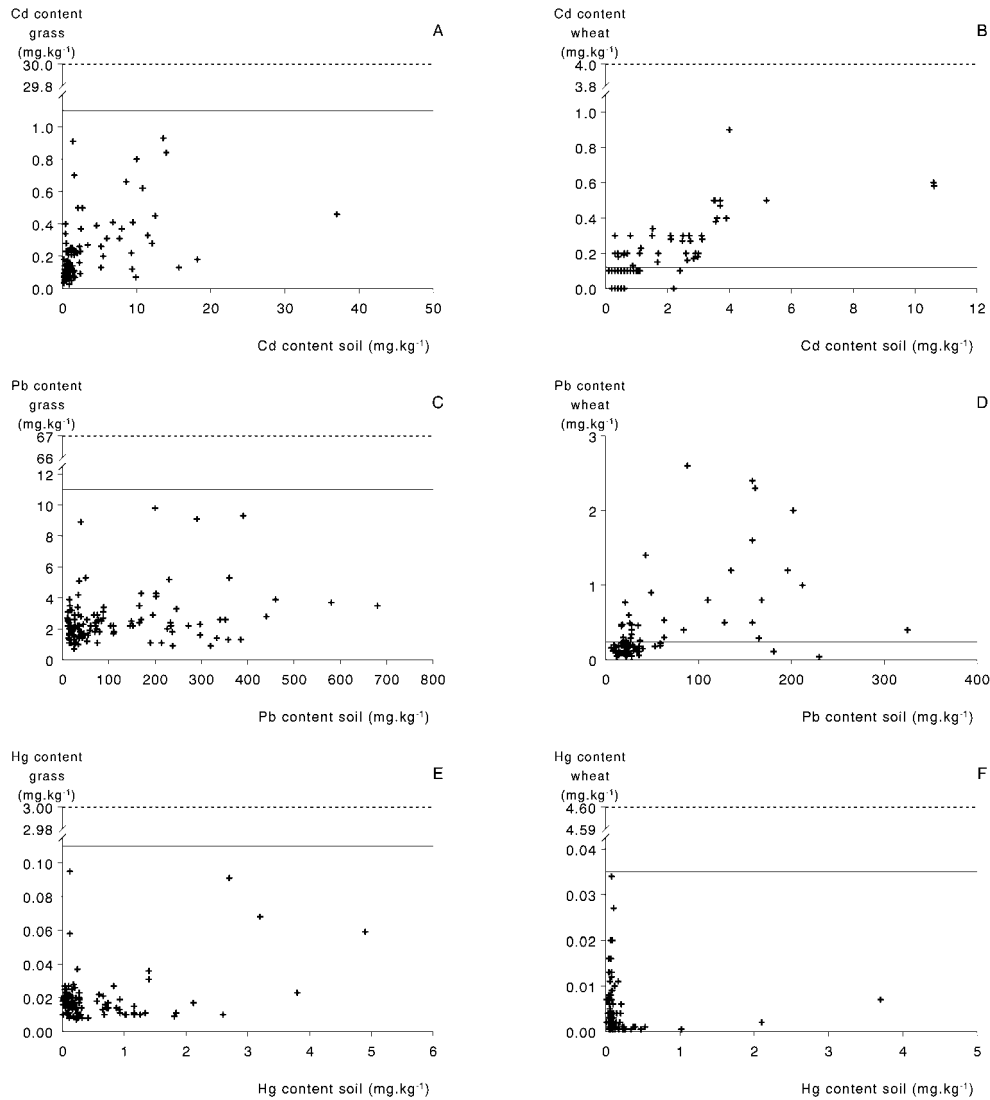 Cd content
grass
(mg.kg⁻¹)
A
30.0
29.8
1.0
0.8
0.6
0.4
0.2
0.0
0 10 20 30 40 50
Cd content soil (mg.kg⁻¹)
Cd content
wheat
(mg.kg⁻¹)
B
4.0
3.8
1.0
0.8
0.6
0.4
0.2
0.0
0 2 4 6 8 10 12
Cd content soil (mg.kg⁻¹)
Pb content
grass
(mg.kg⁻¹)
C
67
66
12
10
8
6
4
2
0
0 100 200 300 400 500 600 700 800
Pb content soil (mg.kg⁻¹)
Pb content
wheat
(mg.kg⁻¹)
D
3
2
1
0
0 100 200 300 400
Pb content soil (mg.kg⁻¹)
Hg content
grass
(mg.kg⁻¹)
E
3.00
2.98
0.10
0.08
0.06
0.04
0.02
0.00
0 1 2 3 4 5 6
Hg content soil (mg.kg⁻¹)
Hg content
wheat
(mg.kg⁻¹)
F
4.60
4.59
0.04
0.03
0.02
0.01
0.00
0 1 2 3 4 5
Hg content soil (mg.kg⁻¹)